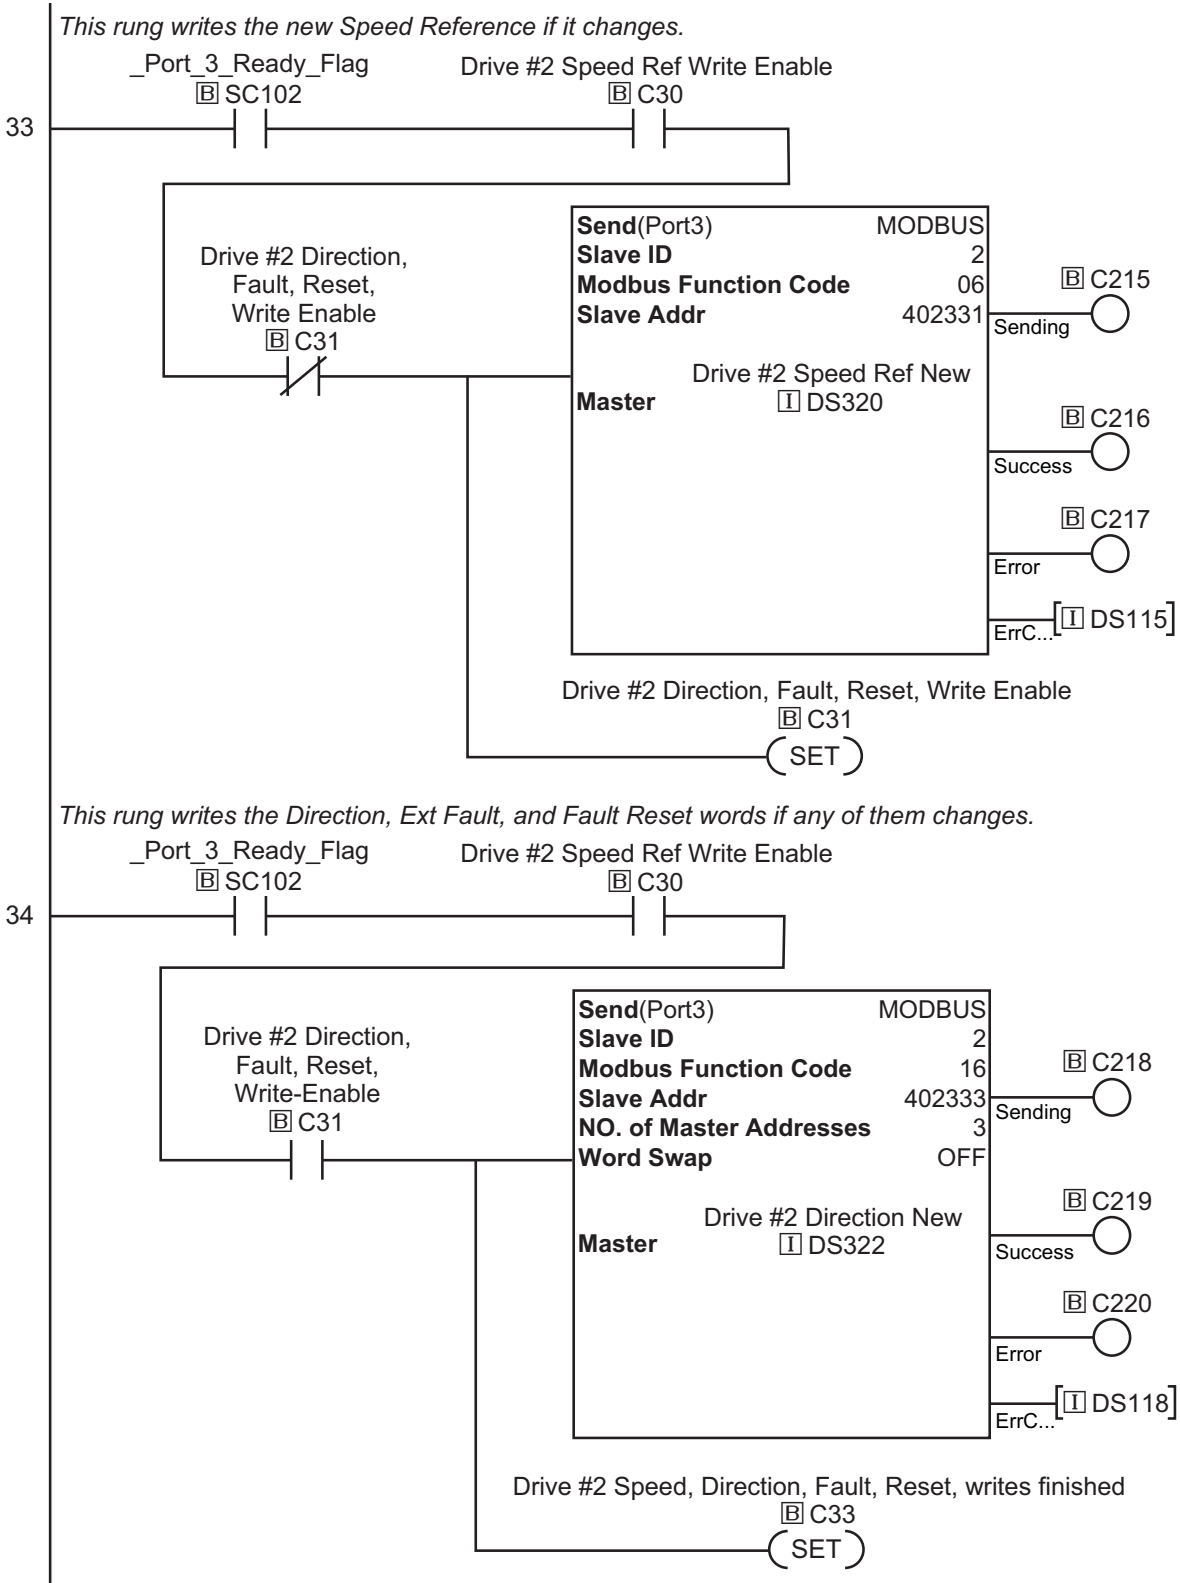 This rung writes the new Speed Reference if it changes.
_Port_3_Ready_Flag
B SC102
Drive #2 Speed Ref Write Enable
B C30
33
Drive #2 Direction,
Fault, Reset,
Write Enable
B C31
Send(Port3) MODBUS
Slave ID 2
Modbus Function Code 06
Slave Addr 402331
Drive #2 Speed Ref New
Master I DS320
B C215
Sending
B C216
Success
B C217
Error
ErrC... I DS115
Drive #2 Direction, Fault, Reset, Write Enable
B C31
SET
This rung writes the Direction, Ext Fault, and Fault Reset words if any of them changes.
_Port_3_Ready_Flag
B SC102
Drive #2 Speed Ref Write Enable
B C30
34
Drive #2 Direction,
Fault, Reset,
Write-Enable
B C31
Send(Port3) MODBUS
Slave ID 2
Modbus Function Code 16
Slave Addr 402333
NO. of Master Addresses 3
Word Swap OFF
Drive #2 Direction New
Master I DS322
B C218
Sending
B C219
Success
B C220
Error
ErrC... I DS118
Drive #2 Speed, Direction, Fault, Reset, writes finished
B C33
SET